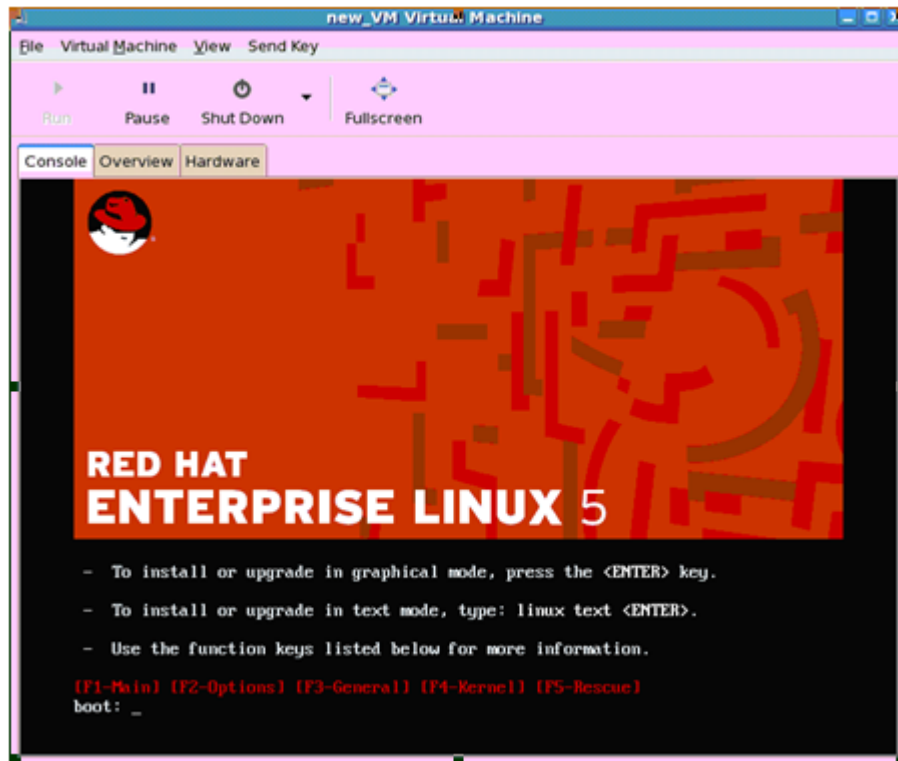 new_VM Virtual Machine
File Virtual Machine View Send Key
Run Pause Shut Down Fullscreen
Console Overview Hardware
RED HAT
ENTERPRISE LINUX 5
- To install or upgrade in graphical mode, press the <ENTER> key.
- To install or upgrade in text mode, type: linux text <ENTER>.
- Use the function keys listed below for more information.
[F1-Main] [F2-Options] [F3-General] [F4-Kernel] [F5-Rescue]
boot: _